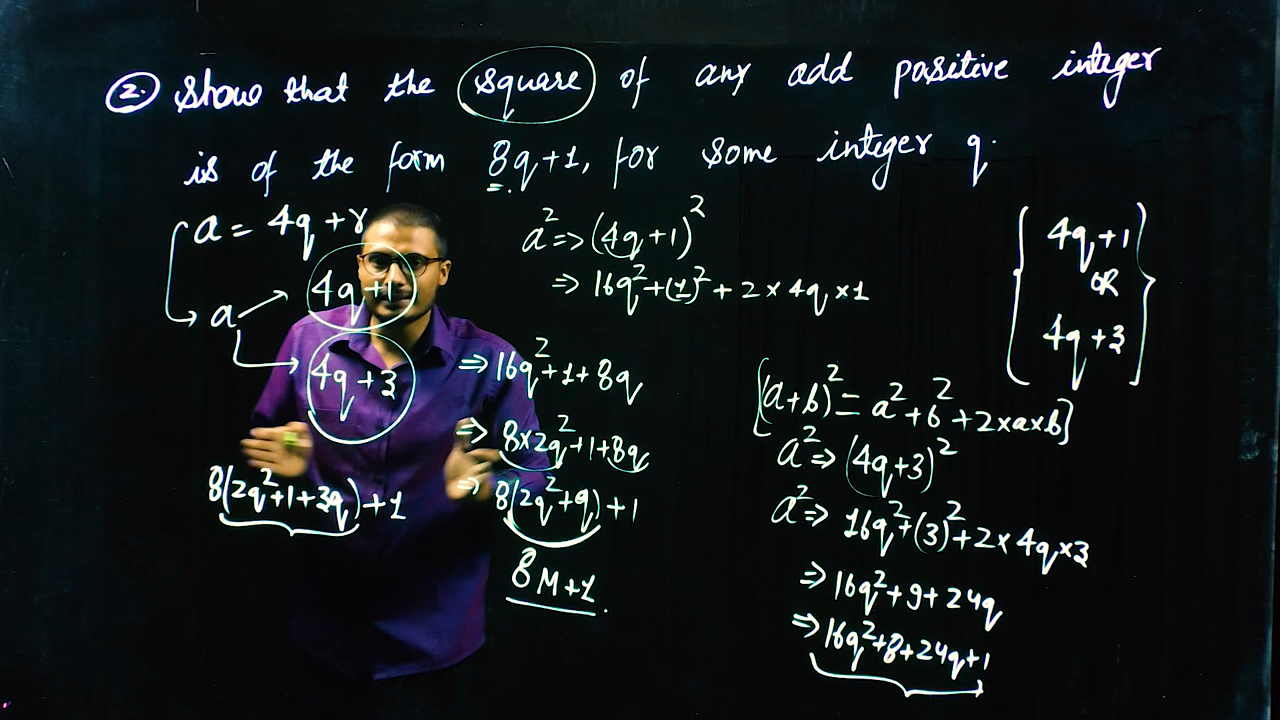 2. Show that the square of any add positive integer
is of the form 8q+1, for some integer q.
a = 4q + r
a
4q+1
4q+3
8(2q²+1+3q)+1
a² => (4q+1)²
=> 16q²+(1)²+2×4q×1
=> 16q²+1+8q
=> 8×2q²+1+8q
=> 8(2q²+q)+1
8M+1
{4q+1
OR
4q+3}
[(a+b)² = a²+b²+2×a×b]
a² => (4q+3)²
a² => 16q²+(3)²+2×4q×3
=> 16q²+9+24q
=> 16q²+8+24q+1